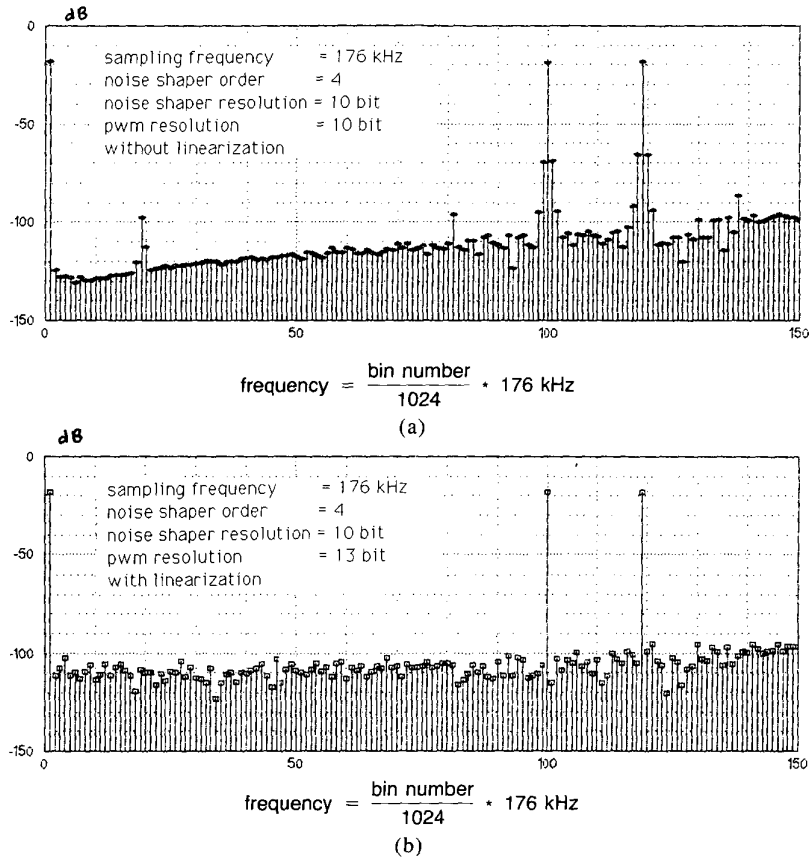 dB
0
sampling frequency = 176 kHz
noise shaper order = 4
noise shaper resolution = 10 bit
pwm resolution = 10 bit
without linearization
-50
-100
-150
0 50 100 150
frequency = bin number / 1024 * 176 kHz
(a)
dB
0
sampling frequency = 176 kHz
noise shaper order = 4
noise shaper resolution = 10 bit
pwm resolution = 13 bit
with linearization
-50
-100
-150
0 50 100 150
frequency = bin number / 1024 * 176 kHz
(b)